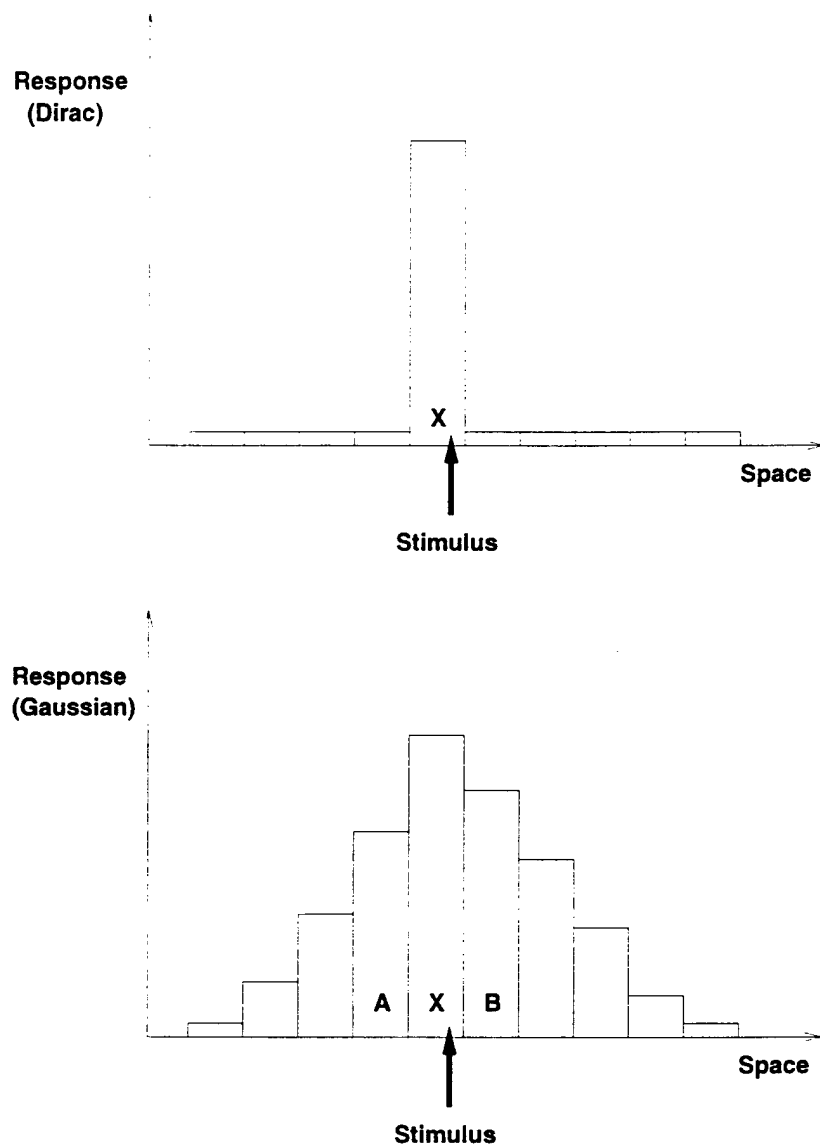 Response
(Dirac)
X
Space
Stimulus
Response
(Gaussian)
A X B
Space
Stimulus